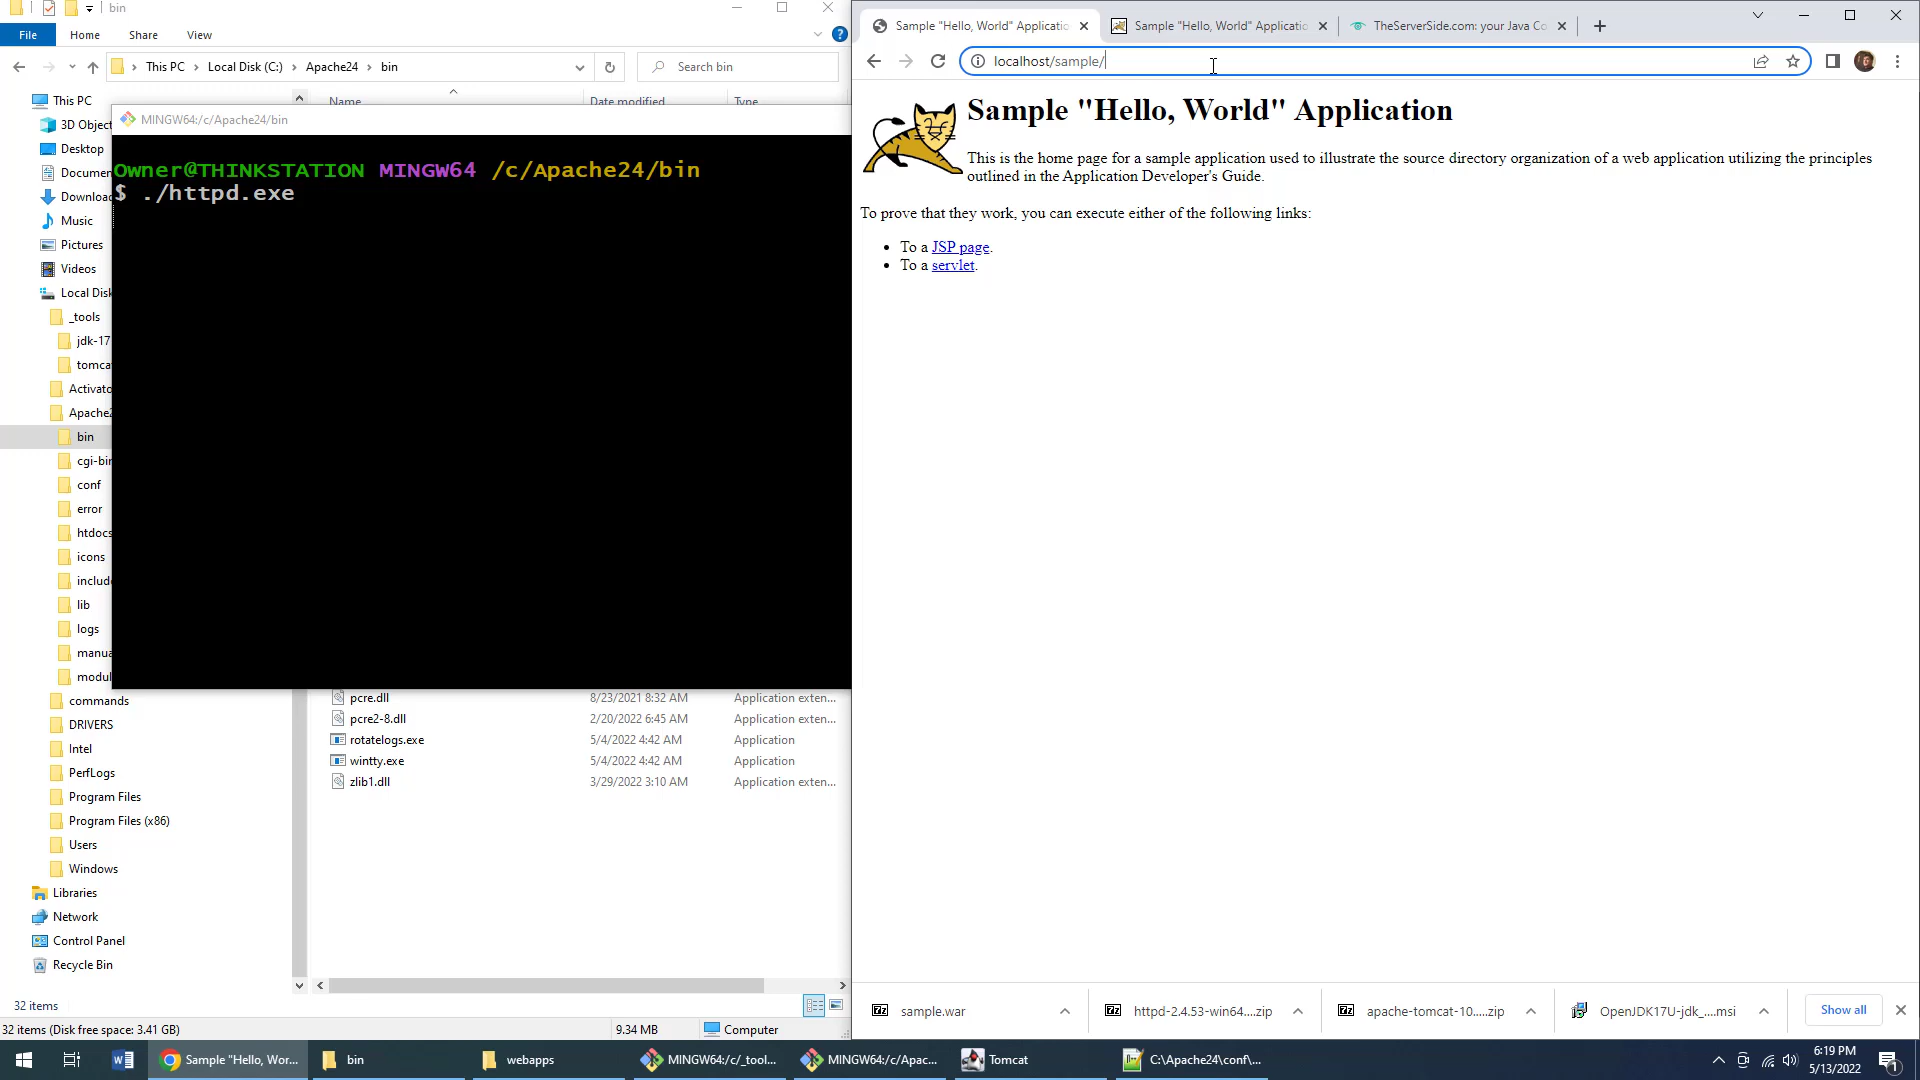 bin
File
Home
Share
View
This PC
Local Disk (C:)
Apache24
bin
Search bin
Name
Date modified
Type
This PC
3D Object
Desktop
Documen
Download
Music
Pictures
Videos
Local Disk
_tools
jdk-17
tomca
Activato
Apache2
bin
cgi-bin
conf
error
htdocs
icons
include
lib
logs
manua
modul
commands
DRIVERS
Intel
PerfLogs
Program Files
Program Files (x86)
Users
Windows
Libraries
Network
Control Panel
Recycle Bin
MINGW64:/c/Apache24/bin
Owner@THINKSTATION MINGW64 /c/Apache24/bin
$ ./httpd.exe
pcre.dll 8/23/2021 8:32 AM Application exten...
pcre2-8.dll 2/20/2022 6:45 AM Application exten...
rotatelogs.exe 5/4/2022 4:42 AM Application
wintty.exe 5/4/2022 4:42 AM Application
zlib1.dll 3/29/2022 3:10 AM Application exten...
32 items
32 items (Disk free space: 3.41 GB)
9.34 MB
Computer
Sample "Hello, World" Applicatio
Sample "Hello, World" Applicatio
TheServerSide.com: your Java Co
localhost/sample/
Sample "Hello, World" Application
This is the home page for a sample application used to illustrate the source directory organization of a web application utilizing the principles
outlined in the Application Developer's Guide.
To prove that they work, you can execute either of the following links:
To a JSP page.
To a servlet.
sample.war
httpd-2.4.53-win64....zip
apache-tomcat-10.....zip
OpenJDK17U-jdk_....msi
Show all
Sample "Hello, Wor...
bin
webapps
MINGW64:/c/_tool...
MINGW64:/c/Apac...
Tomcat
C:\Apache24\conf\...
6:19 PM
5/13/2022
1